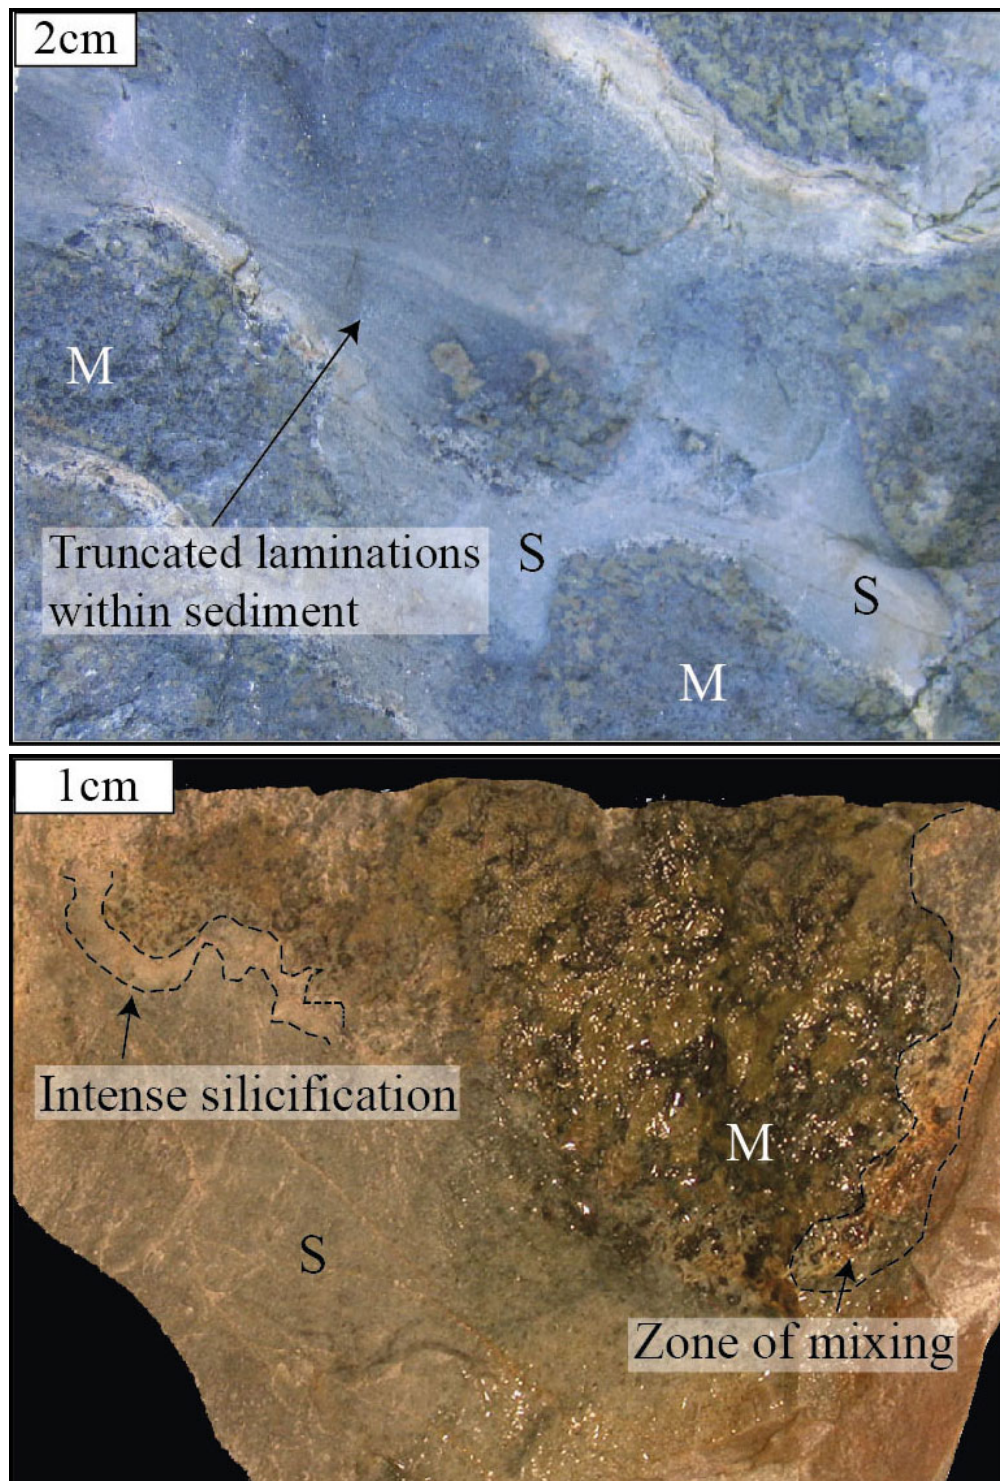 2cm
M
Truncated laminations
within sediment
S
S
M
1cm
Intense silicification
M
S
Zone of mixing